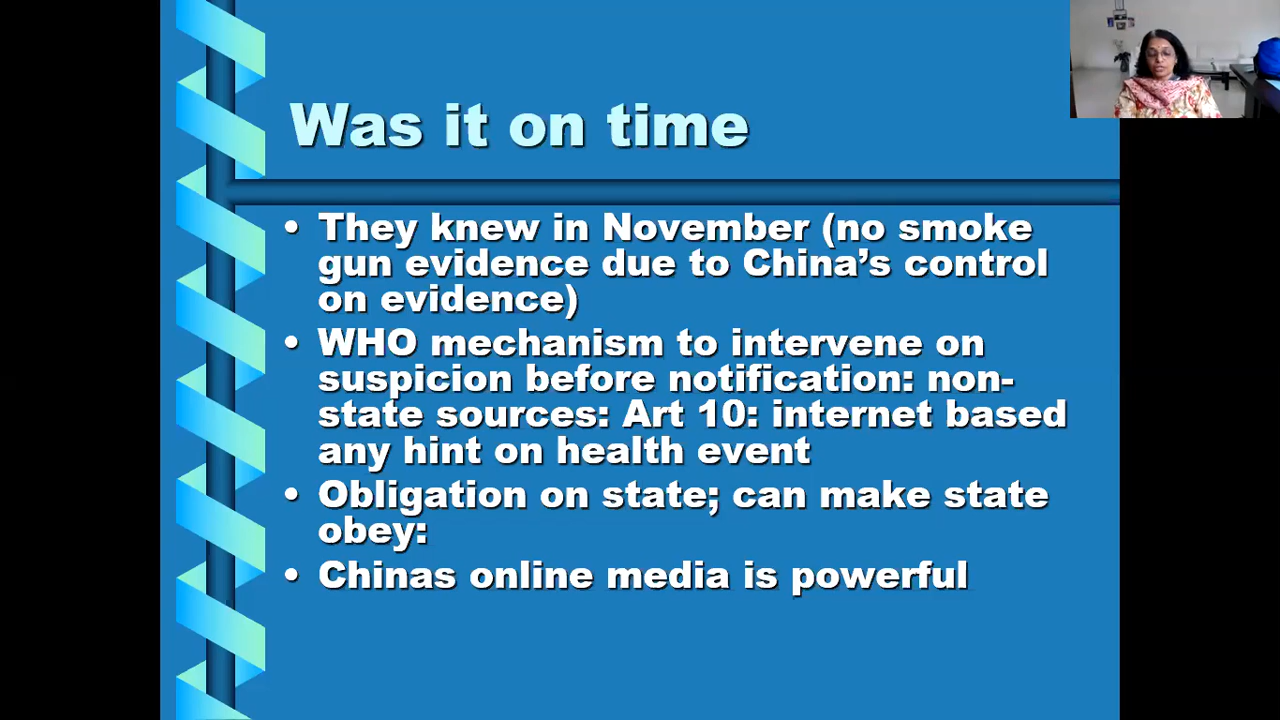 Was it on time
• They knew in November (no smoke
gun evidence due to China’s control
on evidence)
• WHO mechanism to intervene on
suspicion before notification: non-
state sources: Art 10: internet based
any hint on health event
• Obligation on state; can make state
obey:
• Chinas online media is powerful